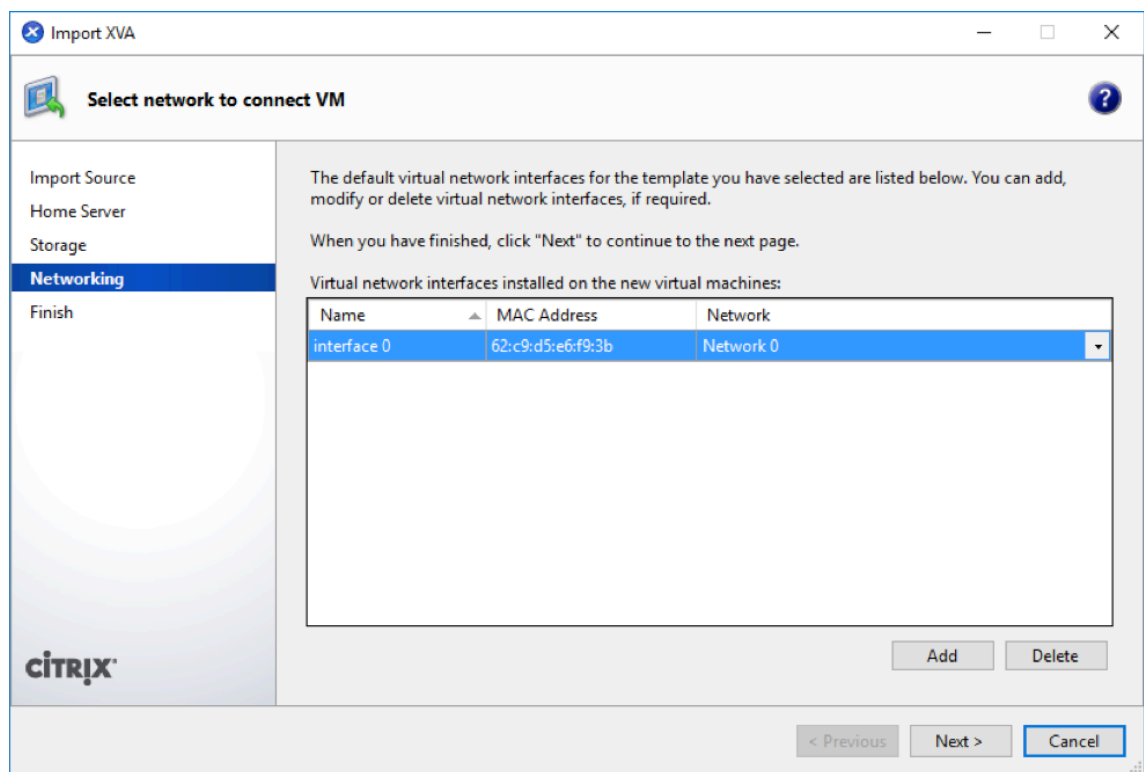 Import XVA
Select network to connect VM
?
Import Source
Home Server
Storage
Networking
Finish
The default virtual network interfaces for the template you have selected are listed below. You can add,
modify or delete virtual network interfaces, if required.
When you have finished, click "Next" to continue to the next page.
Virtual network interfaces installed on the new virtual machines:
Name MAC Address Network
interface 0 62:c9:d5:e6:f9:3b Network 0
Add Delete
CİTRIX
< Previous Next > Cancel